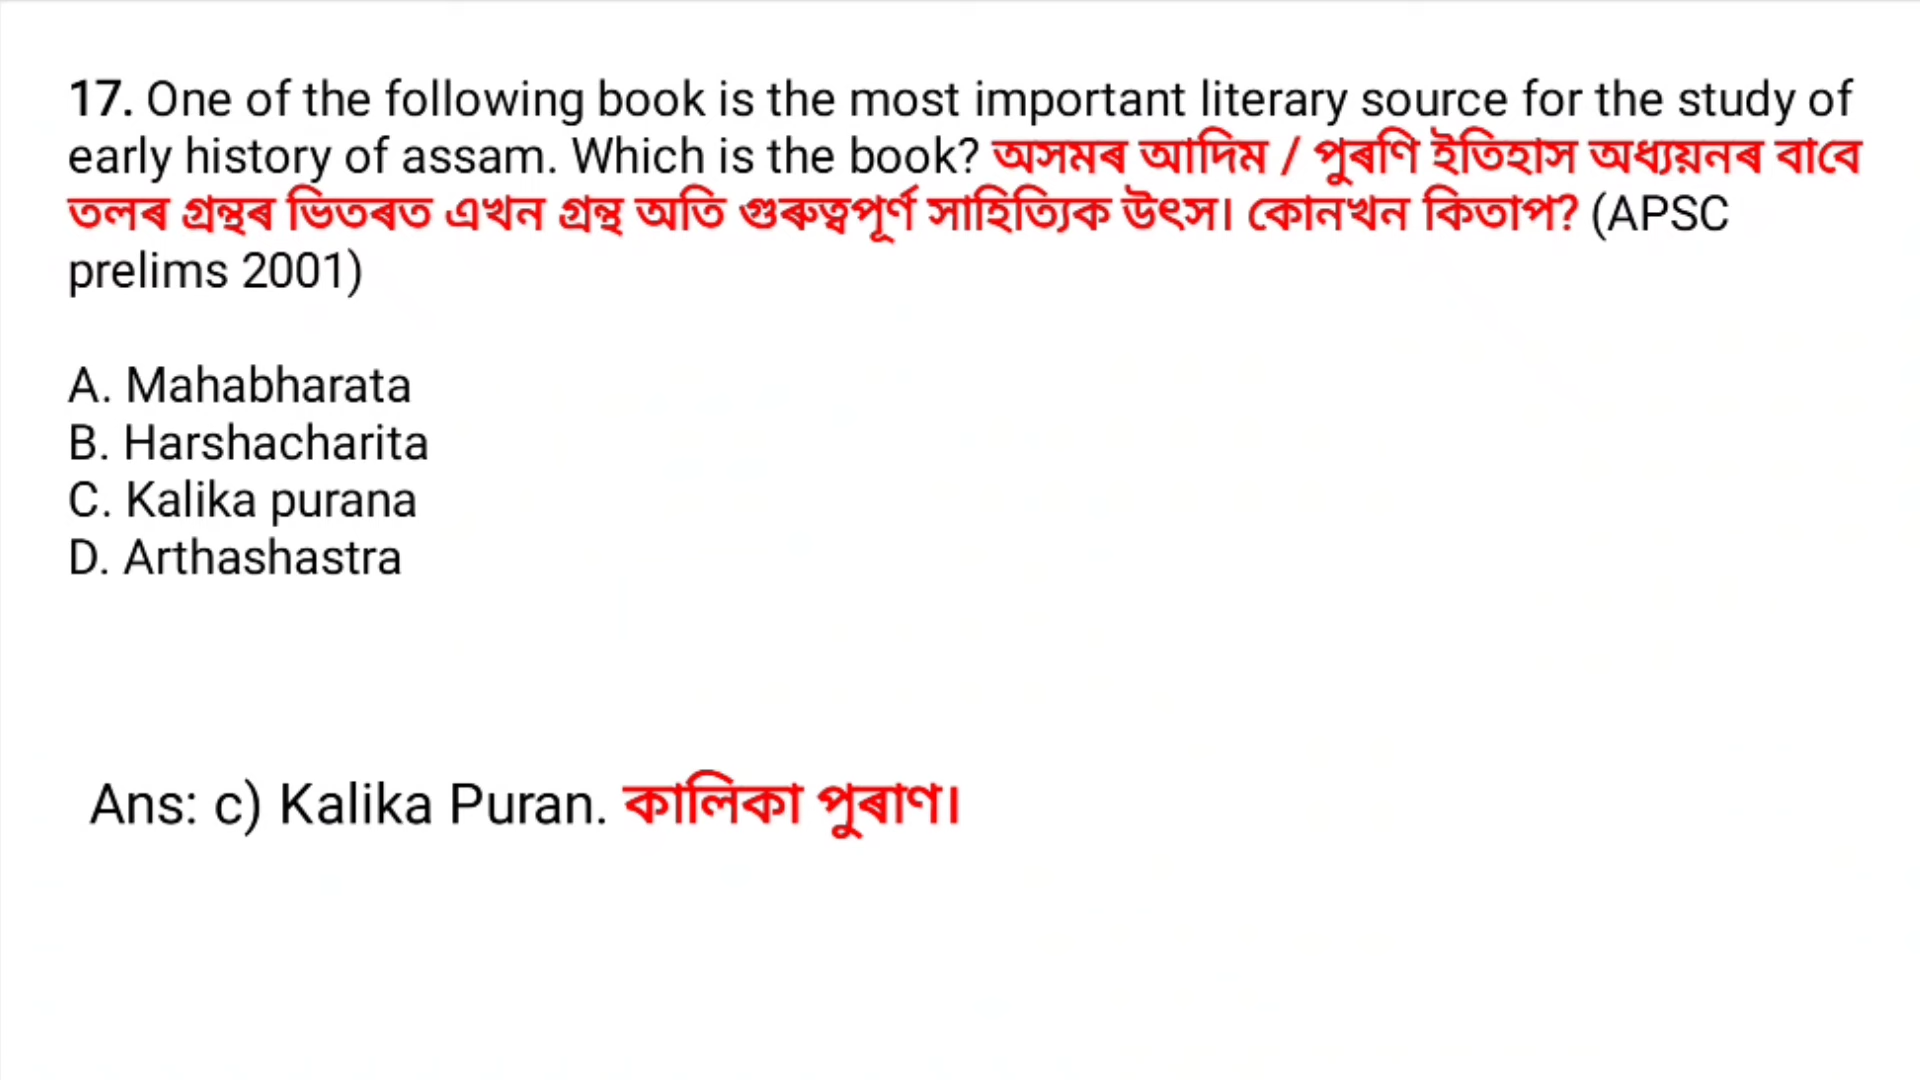 17. One of the following book is the most important literary source for the study of
early history of assam. Which is the book? অসমৰ আদিম / পুৰণি ইতিহাস অধ্যয়নৰ বাবে
তলৰ গ্ৰন্থৰ ভিতৰত এখন গ্ৰন্থ অতি গুৰুত্বপূৰ্ণ সাহিত্যিক উৎস। কোনখন কিতাপ? (APSC
prelims 2001)
A. Mahabharata
B. Harshacharita
C. Kalika purana
D. Arthashastra
Ans: c) Kalika Puran. কালিকা পুৰাণ।